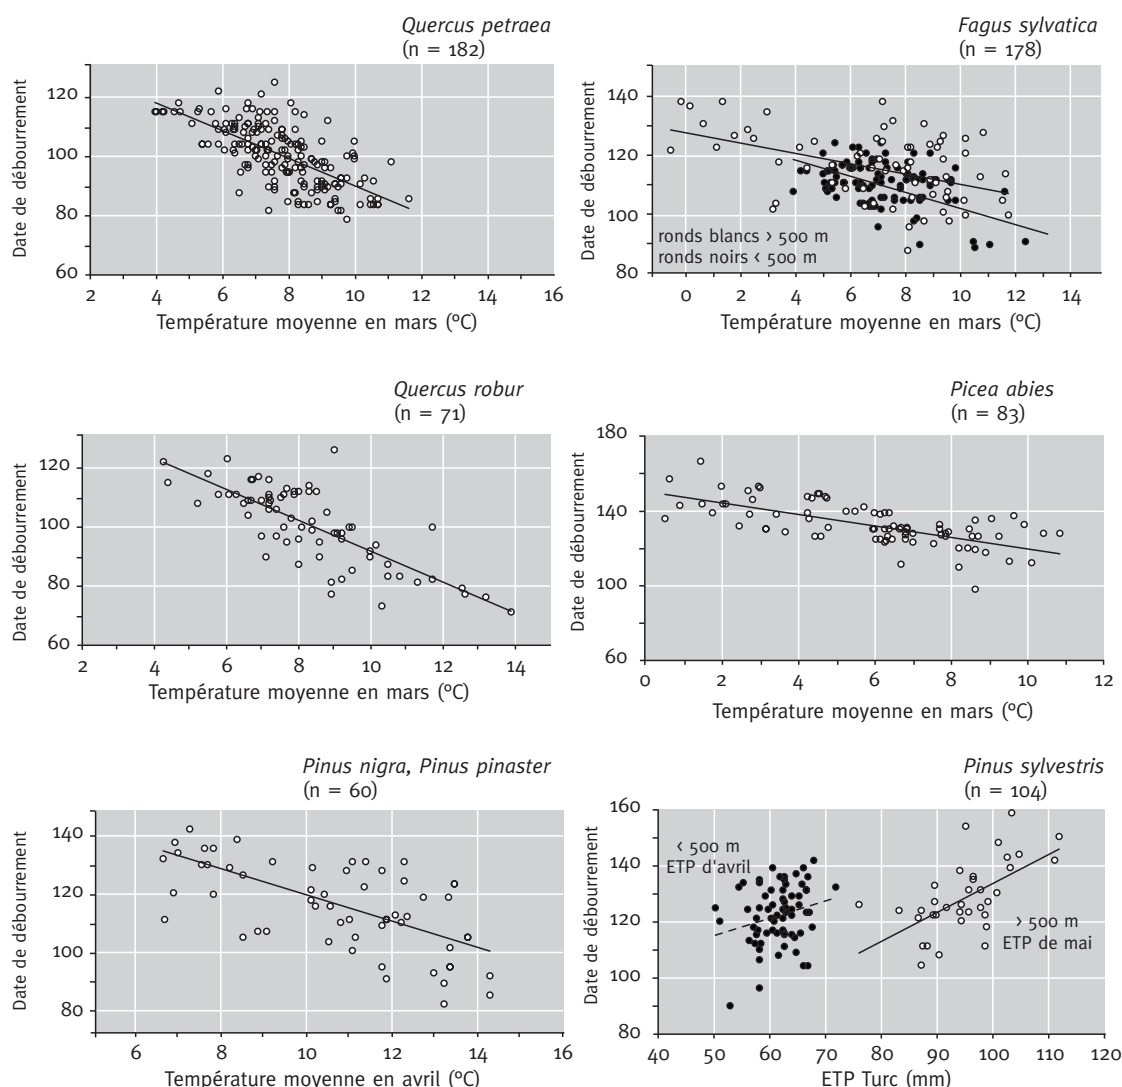 Quercus petraea
(n = 182)
Date de débourrement
120
100
80
60
2 4 6 8 10 12 14 16
Température moyenne en mars (°C)
Fagus sylvatica
(n = 178)
Date de débourrement
140
120
100
80
ronds blancs > 500 m
ronds noirs < 500 m
0 2 4 6 8 10 12 14
Température moyenne en mars (°C)
Quercus robur
(n = 71)
Date de débourrement
120
100
80
60
2 4 6 8 10 12 14
Température moyenne en mars (°C)
Picea abies
(n = 83)
Date de débourrement
180
140
100
60
0 2 4 6 8 10 12
Température moyenne en mars (°C)
Pinus nigra, Pinus pinaster
(n = 60)
Date de débourrement
140
120
100
80
6 8 10 12 14 16
Température moyenne en avril (°C)
Pinus sylvestris
(n = 104)
Date de débourrement
160
140
120
100
80
< 500 m
ETP d'avril
> 500 m
ETP de mai
40 50 60 70 80 90 100 110 120
ETP Turc (mm)